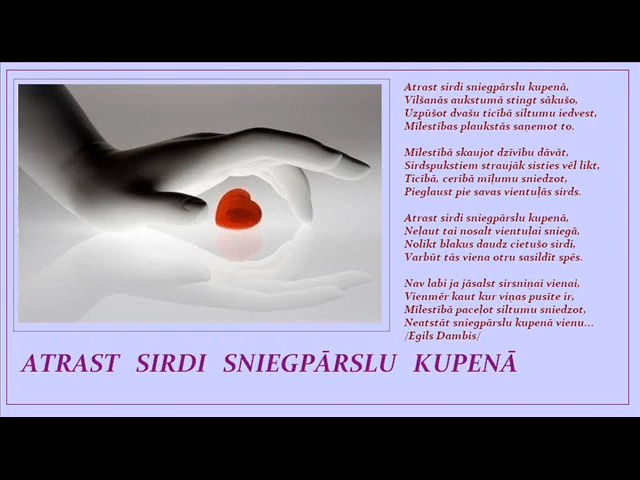 Atrast sirdi sniegpārslu kupenā,
Vilšanās aukstumā stingt sākušo,
Uzpūšot dvašu ticībā siltumu iedvest,
Mīlestības plaukstās saņemot to.
Mīlestībā skaujot dzīvību dāvāt,
Sirdspukstiem straujāk sisties vēl likt,
Ticībā, cerībā mīļumu sniedzot,
Pieglaust pie savas vientuļās sirds.
Atrast sirdi sniegpārslu kupenā,
Neļaut tai nosalt vientuļai sniegā,
Nolikt blakus daudz cietušo sirdi,
Varbūt tās viena otru sasildīt spēs.
Nav labi ja jāsalst sirsniņai vienai,
Vienmēr kaut kur viņas pusīte ir,
Mīlestībā paceļot siltumu sniedzot,
Neatstāt sniegpārslu kupenā vienu...
/Egils Dambis/
ATRAST SIRDI SNIEGPĀRSLU KUPENĀ